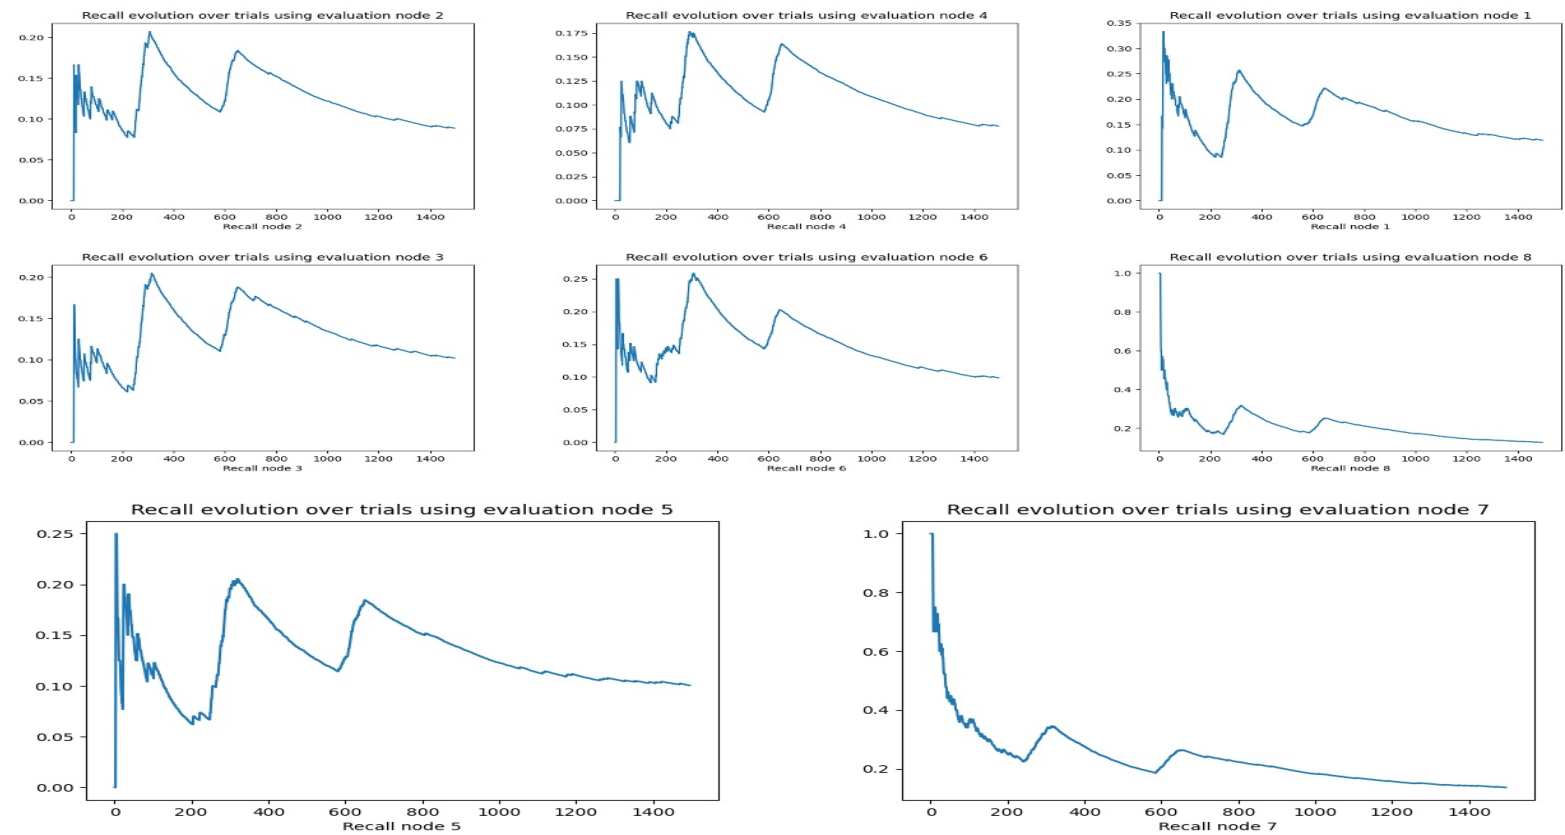 Recall evolution over trials using evaluation node 2
0.20
0.15
0.10
0.05
0.00
0 200 400 600 800 1000 1200 1400
Recall node 2
Recall evolution over trials using evaluation node 4
0.175
0.150
0.125
0.100
0.075
0.050
0.025
0.000
0 200 400 600 800 1000 1200 1400
Recall node 4
Recall evolution over trials using evaluation node 1
0.35
0.30
0.25
0.20
0.15
0.10
0.05
0.00
0 200 400 600 800 1000 1200 1400
Recall node 1
Recall evolution over trials using evaluation node 3
0.20
0.15
0.10
0.05
0.00
0 200 400 600 800 1000 1200 1400
Recall node 3
Recall evolution over trials using evaluation node 6
0.25
0.20
0.15
0.10
0.05
0.00
0 200 400 600 800 1000 1200 1400
Recall node 6
Recall evolution over trials using evaluation node 8
1.0
0.8
0.6
0.4
0.2
0 200 400 600 800 1000 1200 1400
Recall node 8
Recall evolution over trials using evaluation node 5
0.25
0.20
0.15
0.10
0.05
0.00
0 200 400 600 800 1000 1200 1400
Recall node 5
Recall evolution over trials using evaluation node 7
1.0
0.8
0.6
0.4
0.2
0 200 400 600 800 1000 1200 1400
Recall node 7